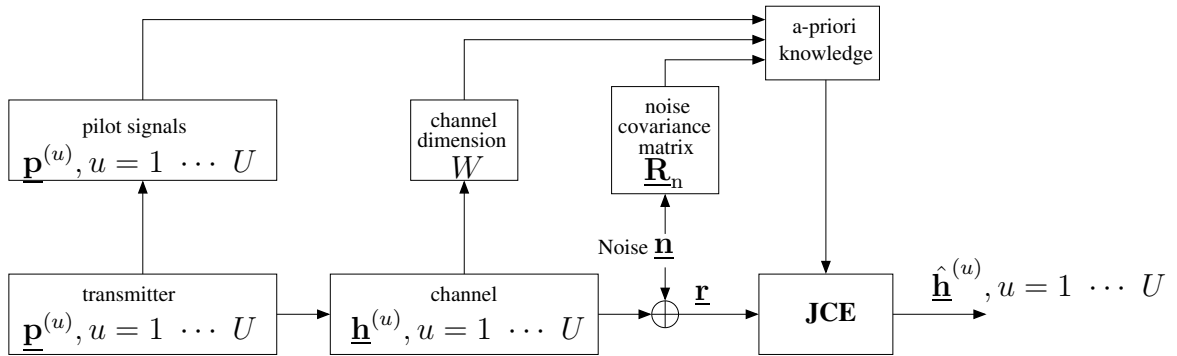 a-priori
knowledge
pilot signals
p^(u), u = 1 ⋯ U
channel
dimension
W
noise
covariance
matrix
R_n
Noise n
transmitter
p^(u), u = 1 ⋯ U
channel
h^(u), u = 1 ⋯ U
r
JCE
ĥ^(u), u = 1 ⋯ U